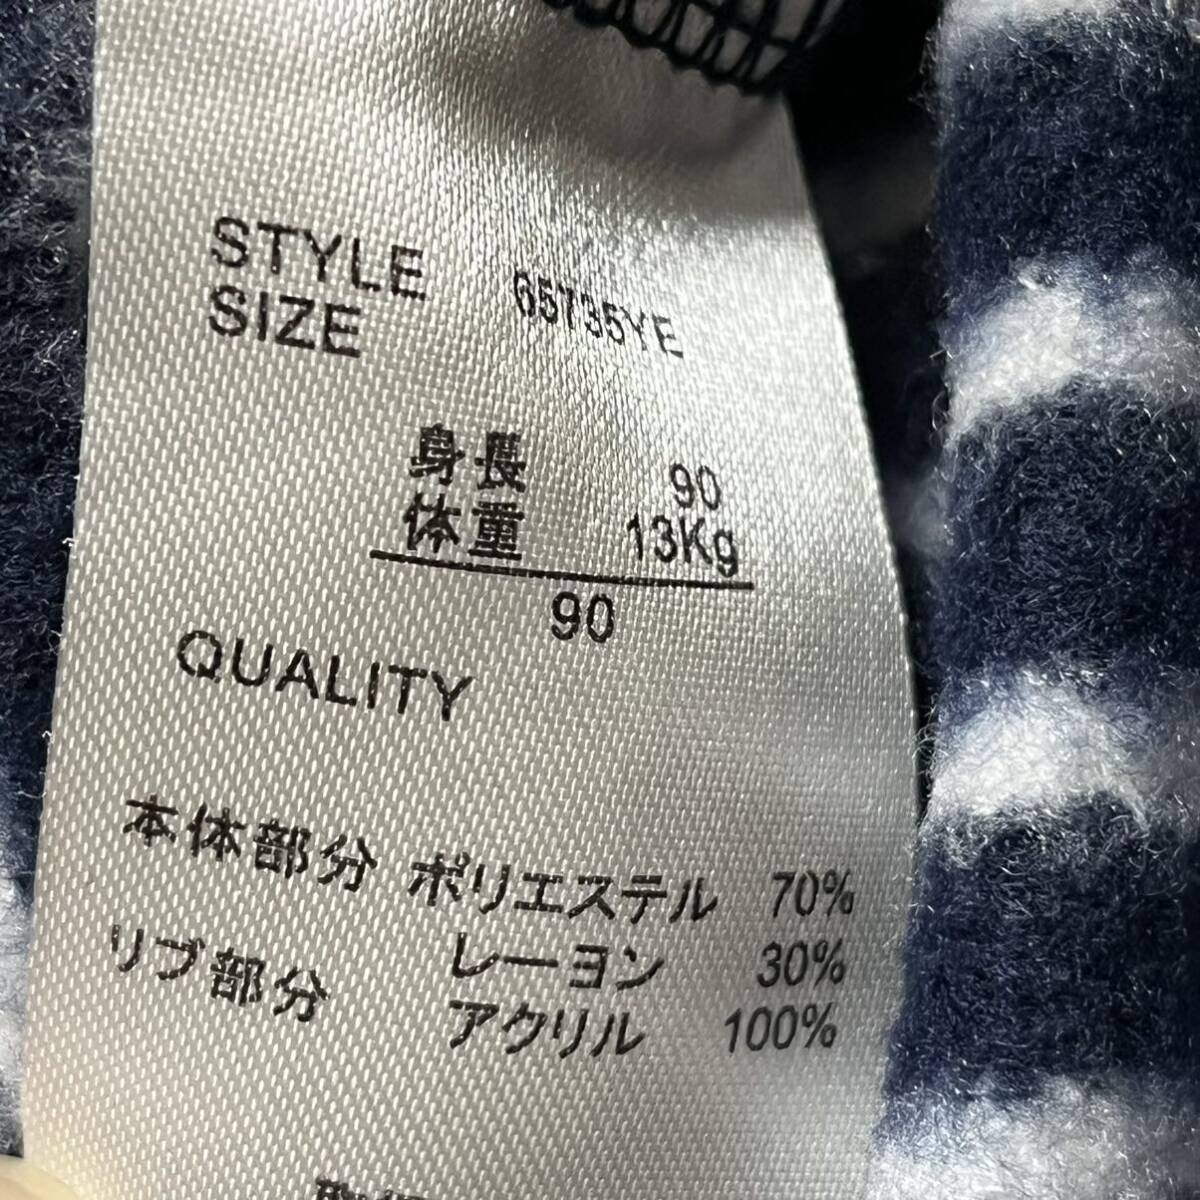 STYLE 65735YE
SIZE
身長 90
体重 13Kg
90
QUALITY
本体部分 ポリエステル 70%
レーヨン 30%
リブ部分 アクリル 100%